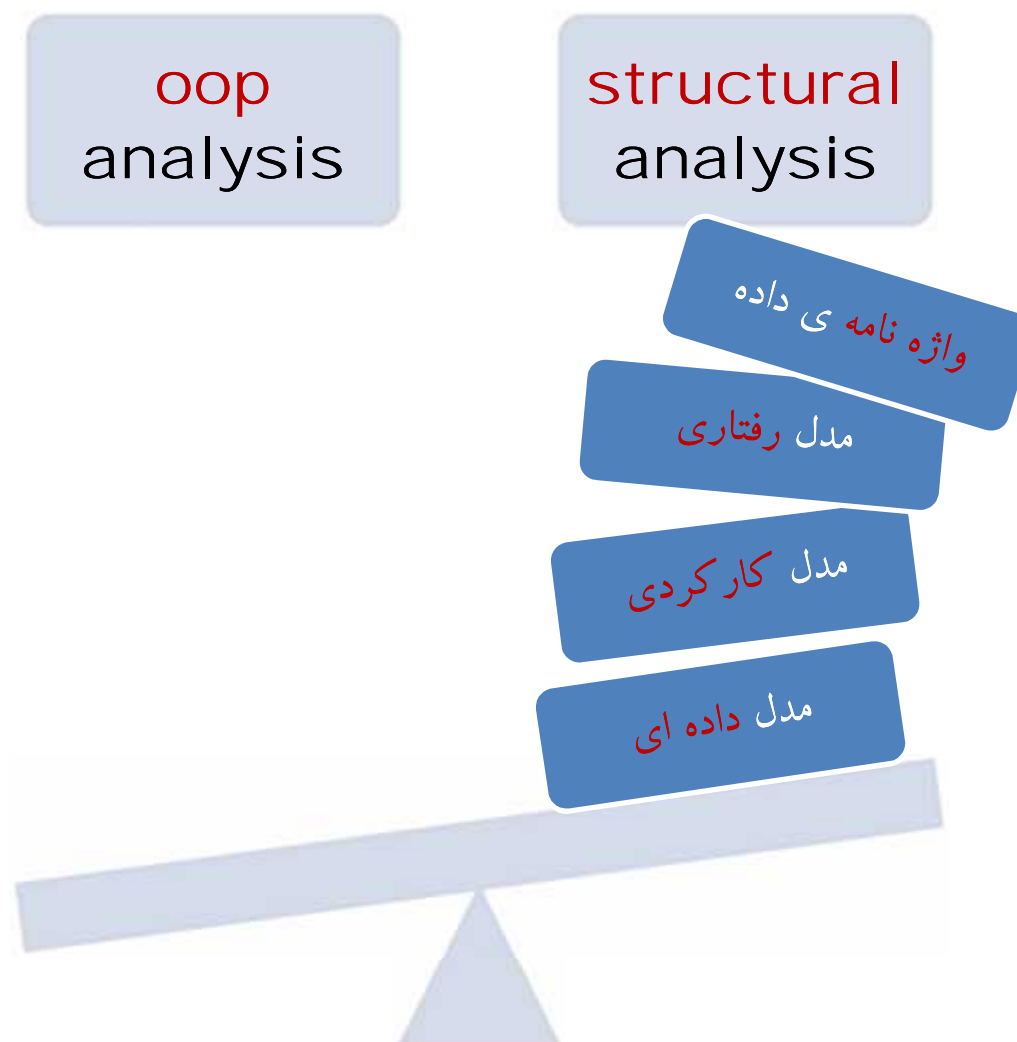 oop
analysis
structural
analysis
واژه نامه ی داده
مدل رفتاری
مدل کارکردی
مدل داده ای